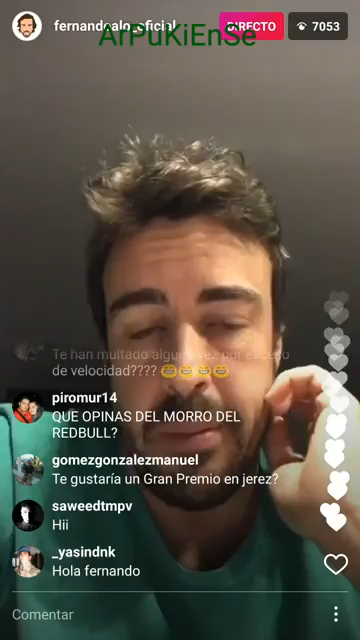 fernandoalo_oficial
ArPuKiEnSe
DIRECTO
7053
Te han multado alguna vez por exceso
de velocidad????
piromur14
QUE OPINAS DEL MORRO DEL
REDBULL?
gomezgonzalezmanuel
Te gustaría un Gran Premio en jerez?
saweedtmpv
Hii
_yasindnk
Hola fernando
Comentar